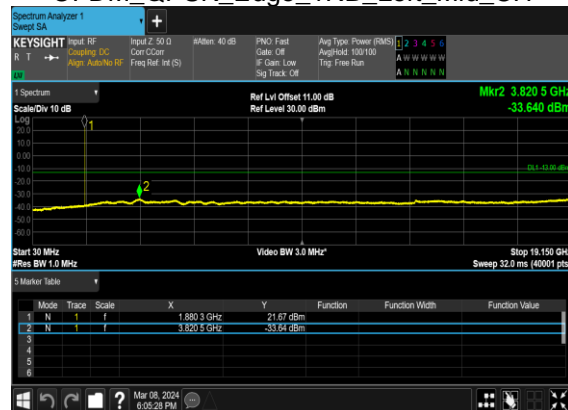 Spectrum Analyzer 1
Swept SA
+
KEYSIGHT
R T
LW
Input: RF
Coupling: DC
Align: Auto/No RF
Input Z: 50 Ω
Corr CCorr
Freq Ref: Int (S)
#Atten: 40 dB
PNO: Fast
Gate: Off
IF Gain: Low
Sig Track: Off
Avg Type: Power (RMS)
Avg|Hold: 100/100
Trig: Free Run
1 2 3 4 5 6
A W W W W W
A N N N N N
1 Spectrum
Scale/Div 10 dB
Ref Lvl Offset 11.00 dB
Ref Level 30.00 dBm
Mkr2 3.820 5 GHz
-33.640 dBm
Log
20.0
10.0
0.00
-10.0
-20.0
-30.0
-40.0
-50.0
-60.0
1
2
DL1 -13.00 dBm
Start 30 MHz
#Res BW 1.0 MHz
Video BW 3.0 MHz*
Stop 19.150 GHz
Sweep 32.0 ms (40001 pts)
5 Marker Table
Mode Trace Scale X Y Function Function Width Function Value
1 N 1 f 1.880 3 GHz 21.67 dBm
2 N 1 f 3.820 5 GHz -33.64 dBm
3
4
5
6
?
Mar 08, 2024
6:05:28 PM